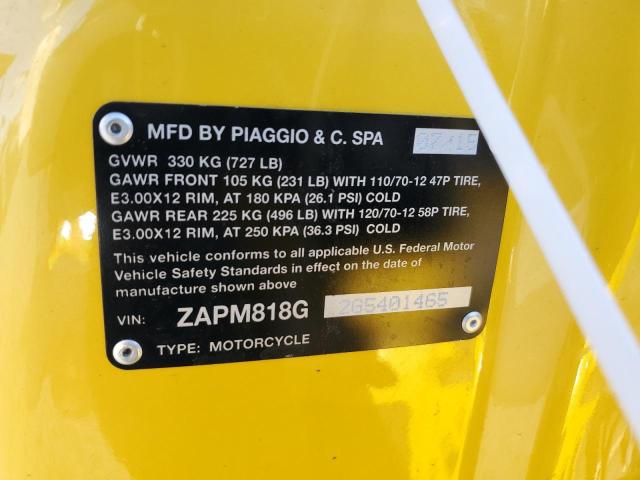 MFD BY PIAGGIO & C. SPA 07/15
GVWR 330 KG (727 LB)
GAWR FRONT 105 KG (231 LB) WITH 110/70-12 47P TIRE,
E3.00X12 RIM, AT 180 KPA (26.1 PSI) COLD
GAWR REAR 225 KG (496 LB) WITH 120/70-12 58P TIRE,
E3.00X12 RIM, AT 250 KPA (36.3 PSI) COLD
This vehicle conforms to all applicable U.S. Federal Motor
Vehicle Safety Standards in effect on the date of
manufacture shown above
VIN: ZAPM818G 2G5401465
TYPE: MOTORCYCLE